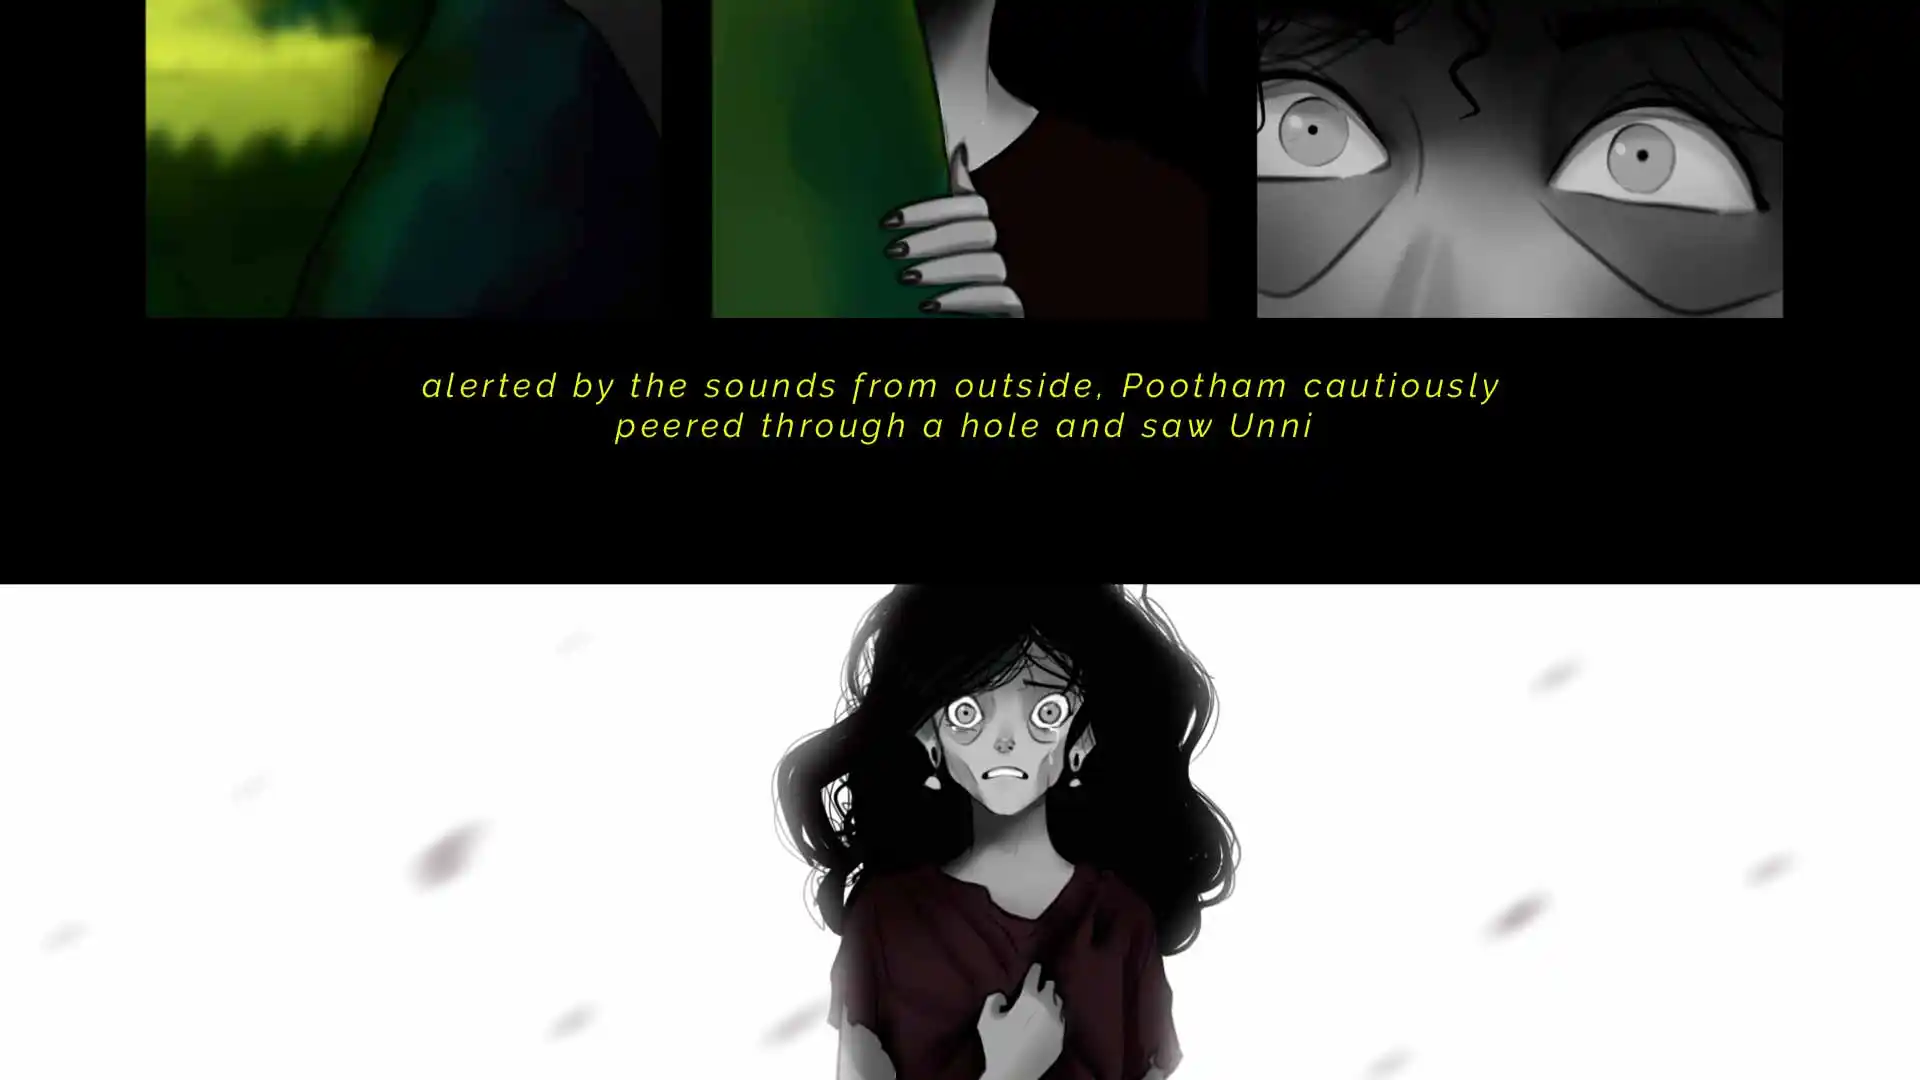 alerted by the sounds from outside, Pootham cautiously
peered through a hole and saw Unni